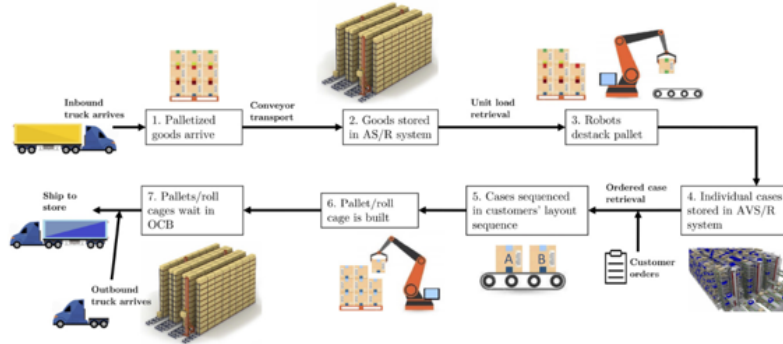 Inbound
truck arrives
1. Palletized
goods arrive
Conveyor
transport
2. Goods stored
in AS/R system
Unit load
retrieval
3. Robots
destack pallet
Ship to
store
7. Pallets/roll
cages wait in
OCB
6. Pallet/roll
cage is built
5. Cases sequenced
in customers' layout
sequence
Ordered case
retrieval
4. Individual cases
stored in AVS/R
system
A B
Customer
orders
Outbound
truck arrives